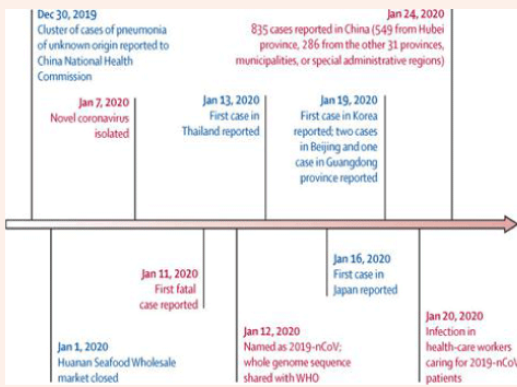 Dec 30, 2019
Cluster of cases of pneumonia
of unknown origin reported to
China National Health
Commission
Jan 24, 2020
835 cases reported in China (549 from Hubei
province, 286 from the other 31 provinces,
municipalities, or special administrative regions)
Jan 7, 2020
Novel coronavirus
isolated
Jan 13, 2020
First case in
Thailand reported
Jan 19, 2020
First case in Korea
reported; two cases
in Beijing and one
case in Guangdong
province reported
Jan 11, 2020
First fatal
case reported
Jan 16, 2020
First case in
Japan reported
Jan 1, 2020
Huanan Seafood Wholesale
market closed
Jan 12, 2020
Named as 2019-nCoV;
whole genome sequence
shared with WHO
Jan 20, 2020
Infection in
health-care workers
caring for 2019-nCoV
patients